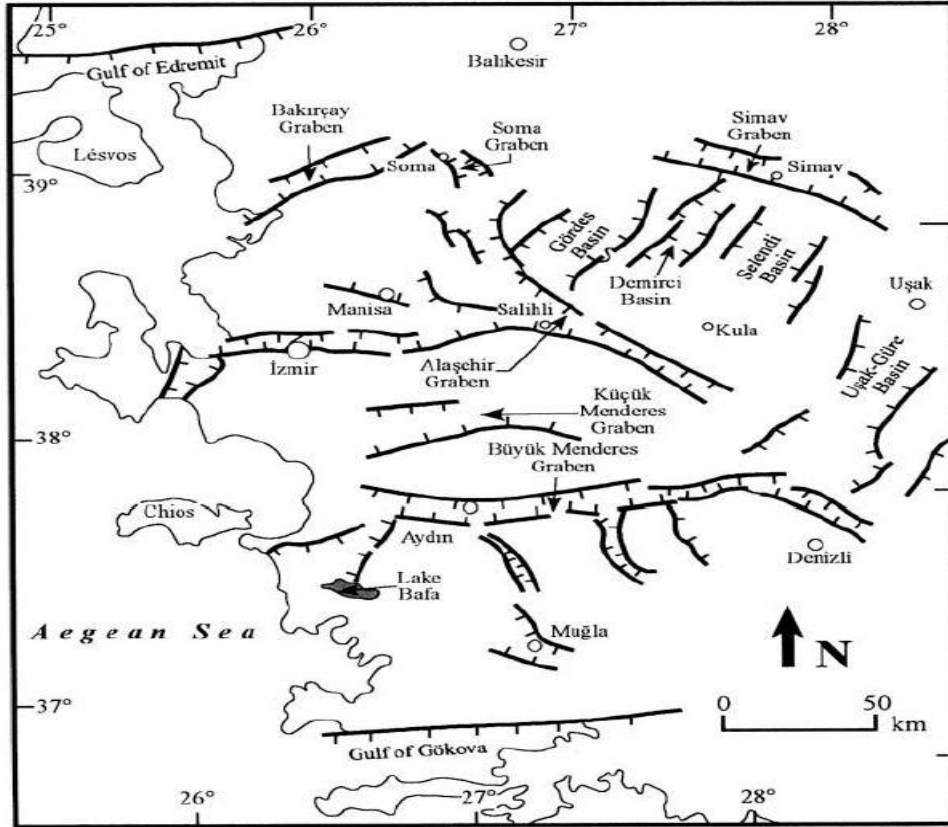 25°
26°
27°
28°
Gulf of Edremit
Balıkesir
Lésvos
Bakırçay
Graben
Soma
Soma
Graben
Simav
Graben
Simav
39°
Gördes
Basin
Demirci
Basin
Selendi
Basin
Uşak
Manisa
Salihli
Kula
İzmir
Alaşehir
Graben
Uşak-Güre
Basin
Küçük
Menderes
Graben
38°
Büyük Menderes
Graben
Chios
Aydın
Denizli
Lake
Bafa
Aegean Sea
Muğla
N
37°
0
50
km
Gulf of Gökova
26°
27°
28°